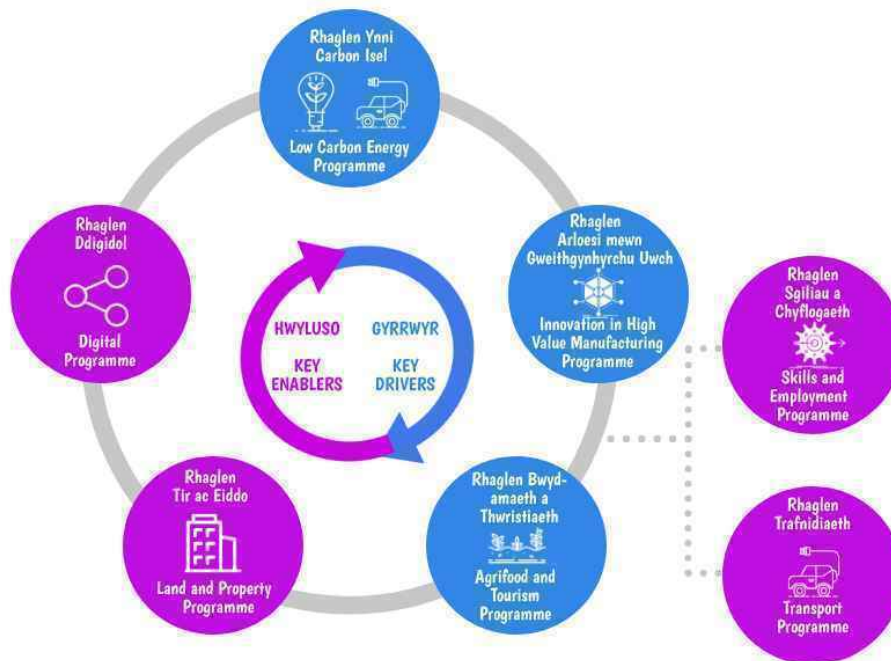 Rhaglen Ynni
Carbon Isel
Low Carbon Energy
Programme
Rhaglen
Ddigidol
Digital
Programme
Rhaglen
Arloesi mewn
Gweithgynhyrchu Uwch
Innovation in High
Value Manufacturing
Programme
HWYLUSO
GYRRWYR
KEY
ENABLERS
KEY
DRIVERS
Rhaglen
Sgiliau a
Chyflogaeth
Skills and
Employment
Programme
Rhaglen
Tir ac Eiddo
Land and Property
Programme
Rhaglen Bwyd-
amaeth a
Thwristiaeth
Agrifood and
Tourism
Programme
Rhaglen
Trafnidiaeth
Transport
Programme